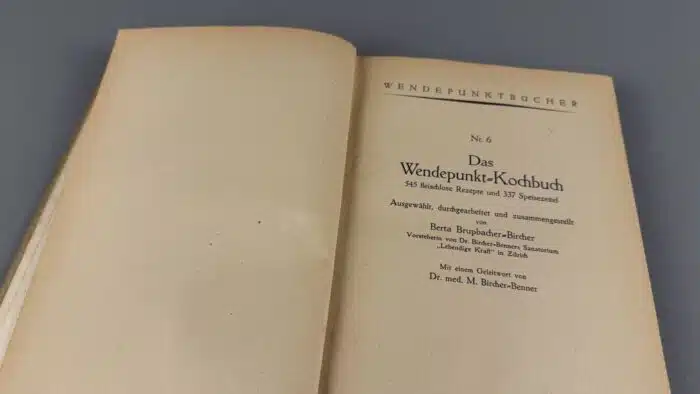 WENDEPUNKTBÜCHER
Nr. 6
Das
Wendepunkt=Kochbuch
545 fleischlose Rezepte und 337 Speisezettel
Ausgewählt, durchgearbeitet und zusammengestellt
von
Berta Brupbacher=Bircher
Vorsteherin von Dr. Bircher=Benners Sanatorium
„Lebendige Kraft“ in Zürich
Mit einem Geleitwort von
Dr. med. M. Bircher=Benner